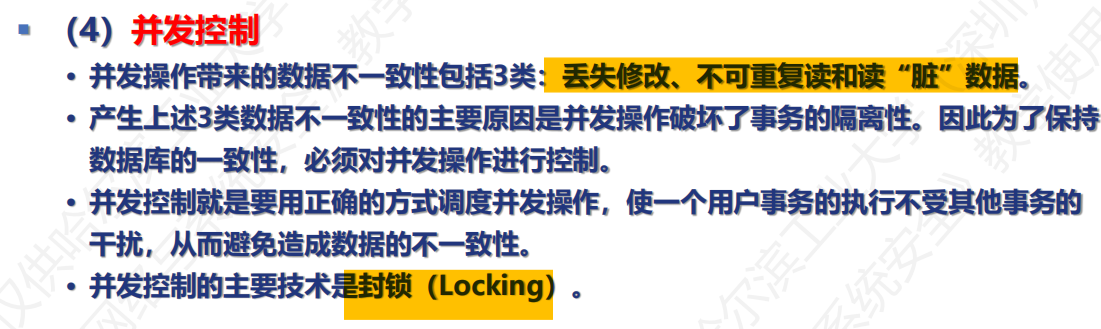 (4) 并发控制
• 并发操作带来的数据不一致性包括3类：丢失修改、不可重复读和读“脏”数据。
• 产生上述3类数据不一致性的主要原因是并发操作破坏了事务的隔离性。因此为了保持
数据库的一致性，必须对并发操作进行控制。
• 并发控制就是要用正确的方式调度并发操作，使一个用户事务的执行不受其他事务的
干扰，从而避免造成数据的不一致性。
• 并发控制的主要技术是封锁（Locking）。